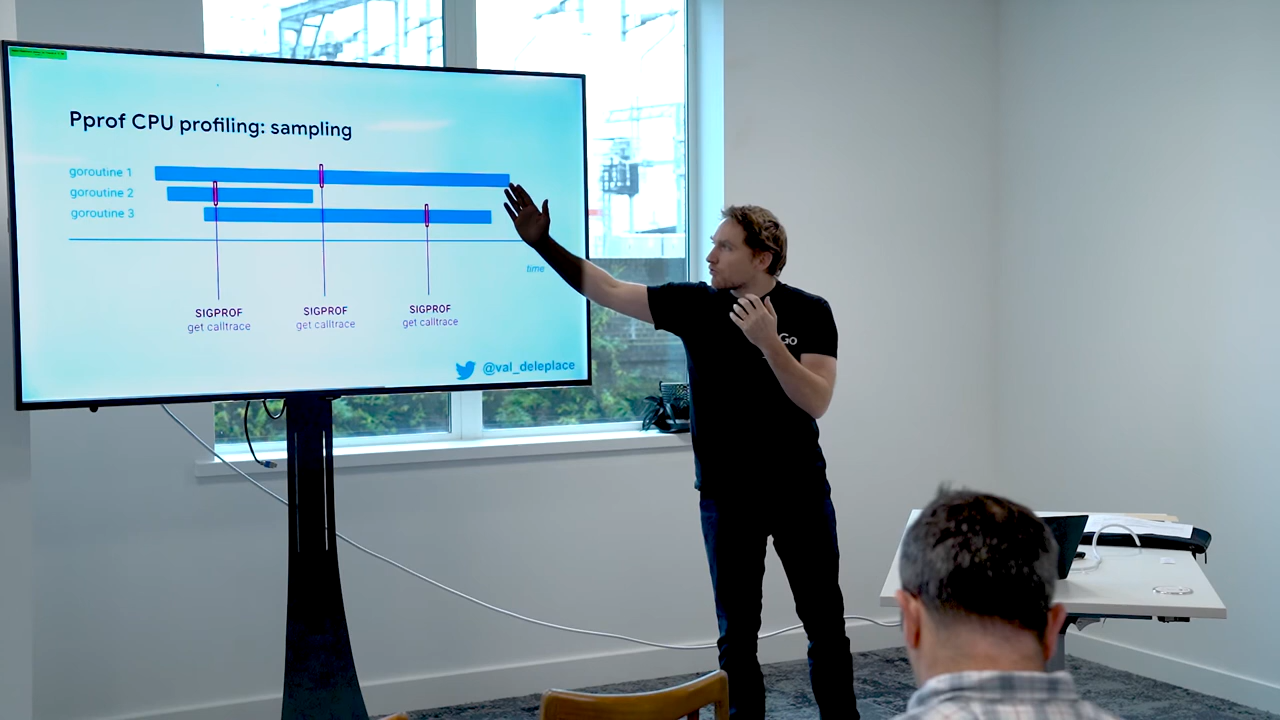 Pprof CPU profiling: sampling
goroutine 1
goroutine 2
goroutine 3
time
SIGPROF
get calltrace
SIGPROF
get calltrace
SIGPROF
get calltrace
@val_deleplace
Go